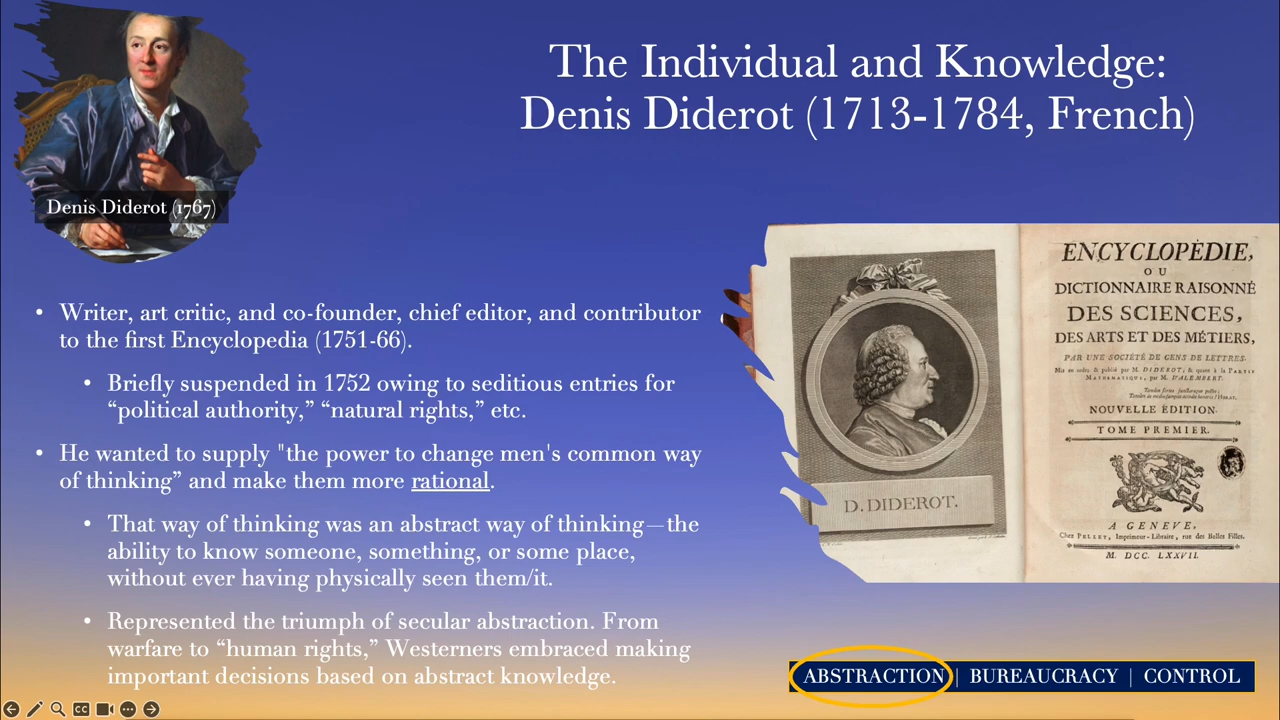 The Individual and Knowledge:
Denis Diderot (1713-1784, French)
Denis Diderot (1767)
• Writer, art critic, and co-founder, chief editor, and contributor
to the first Encyclopedia (1751-66).
• Briefly suspended in 1752 owing to seditious entries for
“political authority,” “natural rights,” etc.
• He wanted to supply "the power to change men's common way
of thinking” and make them more rational.
• That way of thinking was an abstract way of thinking—the
ability to know someone, something, or some place,
without ever having physically seen them/it.
• Represented the triumph of secular abstraction. From
warfare to “human rights,” Westerners embraced making
important decisions based on abstract knowledge.
D. DIDEROT.
ENCYCLOPÉDIE,
OU
DICTIONNAIRE RAISONNÉ
DES SCIENCES,
DES ARTS ET DES MÉTIERS,
PAR UNE SOCIÉTÉ DE GENS DE LETTRES.
Mis en ordre & publié par M. DIDEROT; & quant à la PARTIE
MATHÉMATIQUE, par M. D'ALEMBERT.
NOUVELLE ÉDITION.
TOME PREMIER.
A GENEVE,
Chez PELLET, Imprimeur-Libraire, rue des Belles Filles.
M. DCC. LXXVII.
ABSTRACTION | BUREAUCRACY | CONTROL
CC